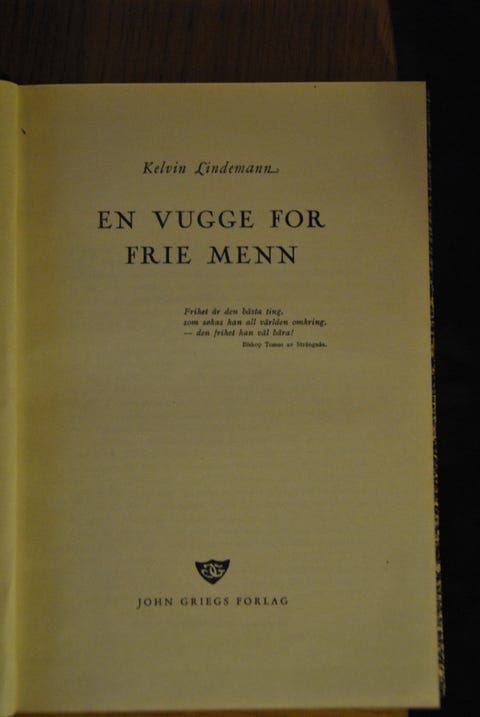 Kelvin Lindemann
EN VUGGE FOR
FRIE MENN
Frihet är den bästa ting,
som sökas kan all världen omkring,
— den frihet kan väl bära!
Biskop Tomas av Strängnäs.
JOHN GRIEGS FORLAG